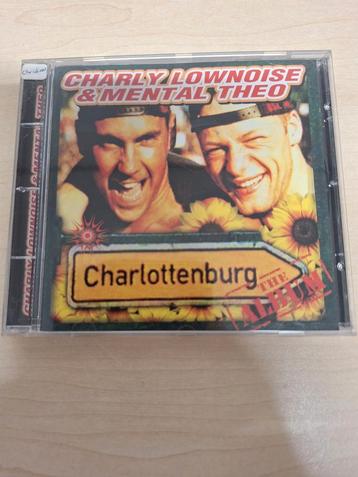 CHARLY LOWNOISE
& MENTAL THEO
Charlottenburg
THE
ALBUM
CHARLY LOWNOISE & MENTAL THEO